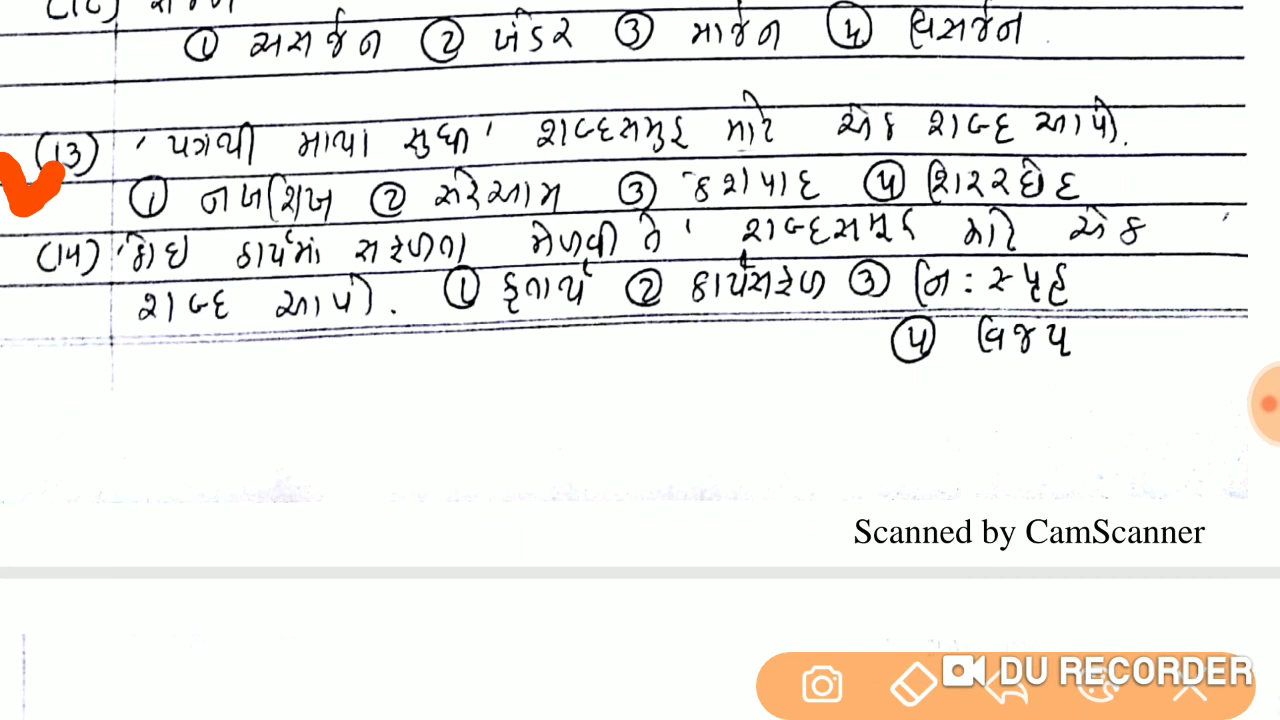 ① અસર્જન ② ખંડેર ③ માર્જન ④ વિસર્જન
(13) ' પગથી માથા સુધી ' શબ્દસમુહ માટે એક શબ્દ આપો.
① નખશિખ ② સરેઆમ ③ કશપાદ ④ શિરચ્છેદ
(14) 'કોઇ કાર્યમાં સફળતા મેળવી તે ' શબ્દસમુહ માટે એક
શબ્દ આપો. ① કૃતાર્થ ② કાર્યસફળ ③ નિ:સ્પૃહ
④ વિજય
Scanned by CamScanner
DU RECORDER